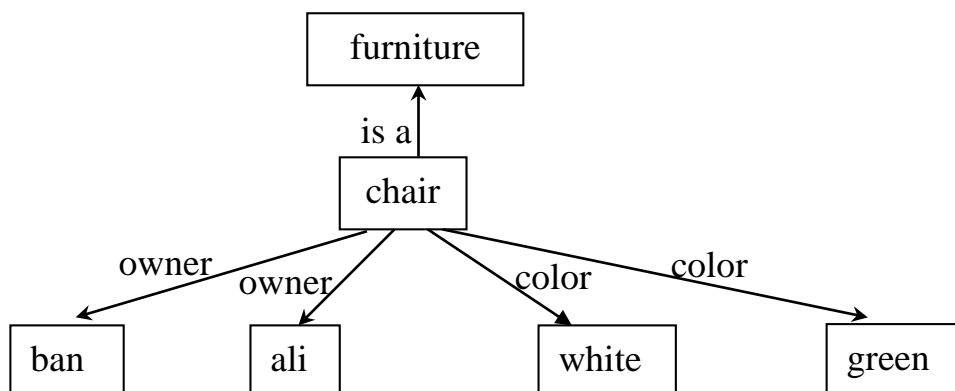 furniture
is a
chair
owner
owner
color
color
ban
ali
white
green